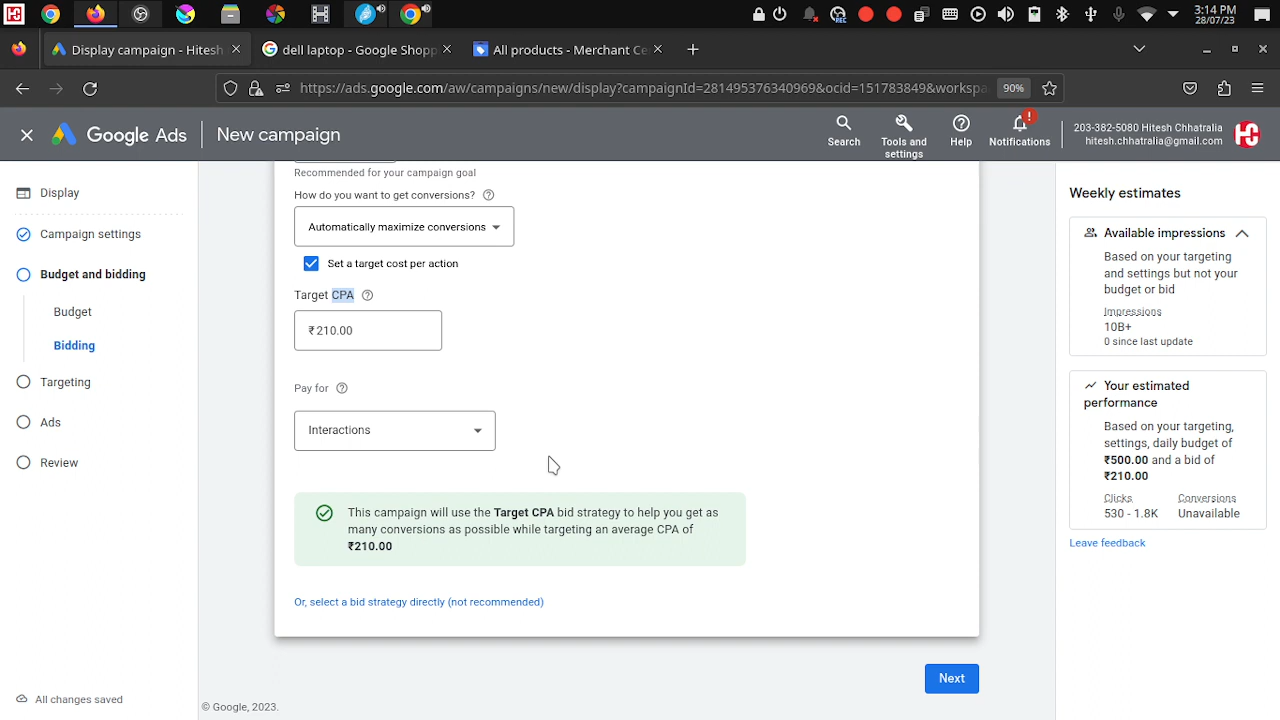 3:14 PM
28/07/23
REC
Display campaign - Hitesh
dell laptop - Google Shopp
All products - Merchant Ce
https://ads.google.com/aw/campaigns/new/display?campaignId=281495376340969&ocid=151783849&workspa
90%
Google Ads
New campaign
Search
Tools and settings
Help
Notifications
203-382-5080 Hitesh Chhatralia
hitesh.chhatralia@gmail.com
Display
Campaign settings
Budget and bidding
Budget
Bidding
Targeting
Ads
Review
All changes saved
Recommended for your campaign goal
How do you want to get conversions?
Automatically maximize conversions
Set a target cost per action
Target CPA
₹210.00
Pay for
Interactions
This campaign will use the Target CPA bid strategy to help you get as
many conversions as possible while targeting an average CPA of
₹210.00
Or, select a bid strategy directly (not recommended)
Next
© Google, 2023.
Weekly estimates
Available impressions
Based on your targeting
and settings but not your
budget or bid
Impressions
10B+
0 since last update
Your estimated
performance
Based on your targeting,
settings, daily budget of
₹500.00 and a bid of
₹210.00
Clicks Conversions
530 - 1.8K Unavailable
Leave feedback